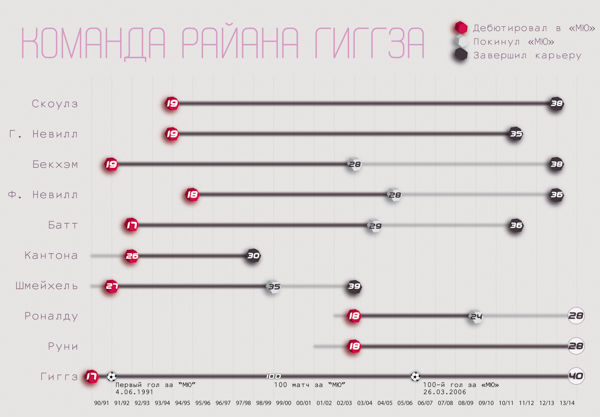 КОМАНДА РАЙАНА ГИГГЗА
Дебютировал в «МЮ»
Покинул «МЮ»
Завершил карьеру
Скоулз 19 38
Г. Невилл 19 35
Бекхэм 19 28 38
Ф. Невилл 18 28 36
Батт 17 29 36
Кантона 26 30
Шмейхель 27 35 39
Роналду 18 24 28
Руни 18 28
Гиггз 17 100 40
Первый гол за "МЮ" 100 матч за "МЮ" 100-й гол за «МЮ»
4.06.1991 26.03.2006
90/91 91/92 92/93 93/94 94/95 95/96 96/97 97/98 98/99 99/00 00/01 01/02 02/03 03/04 04/05 05/06 06/07 07/08 08/09 09/10 10/11 11/12 12/13 13/14